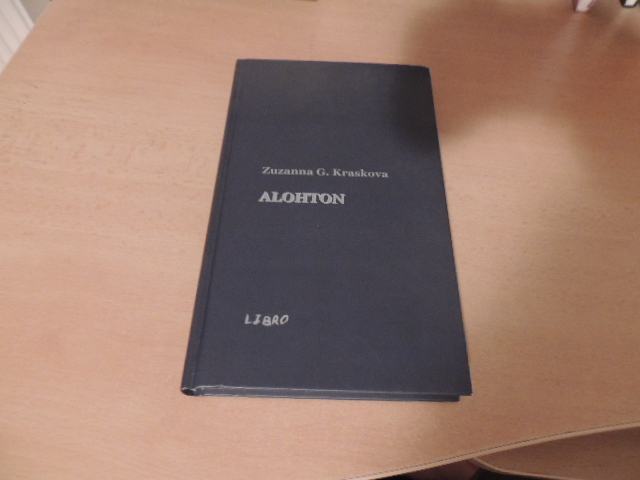 Zuzanna G. Kraskova
ALOHTON
LIBRO